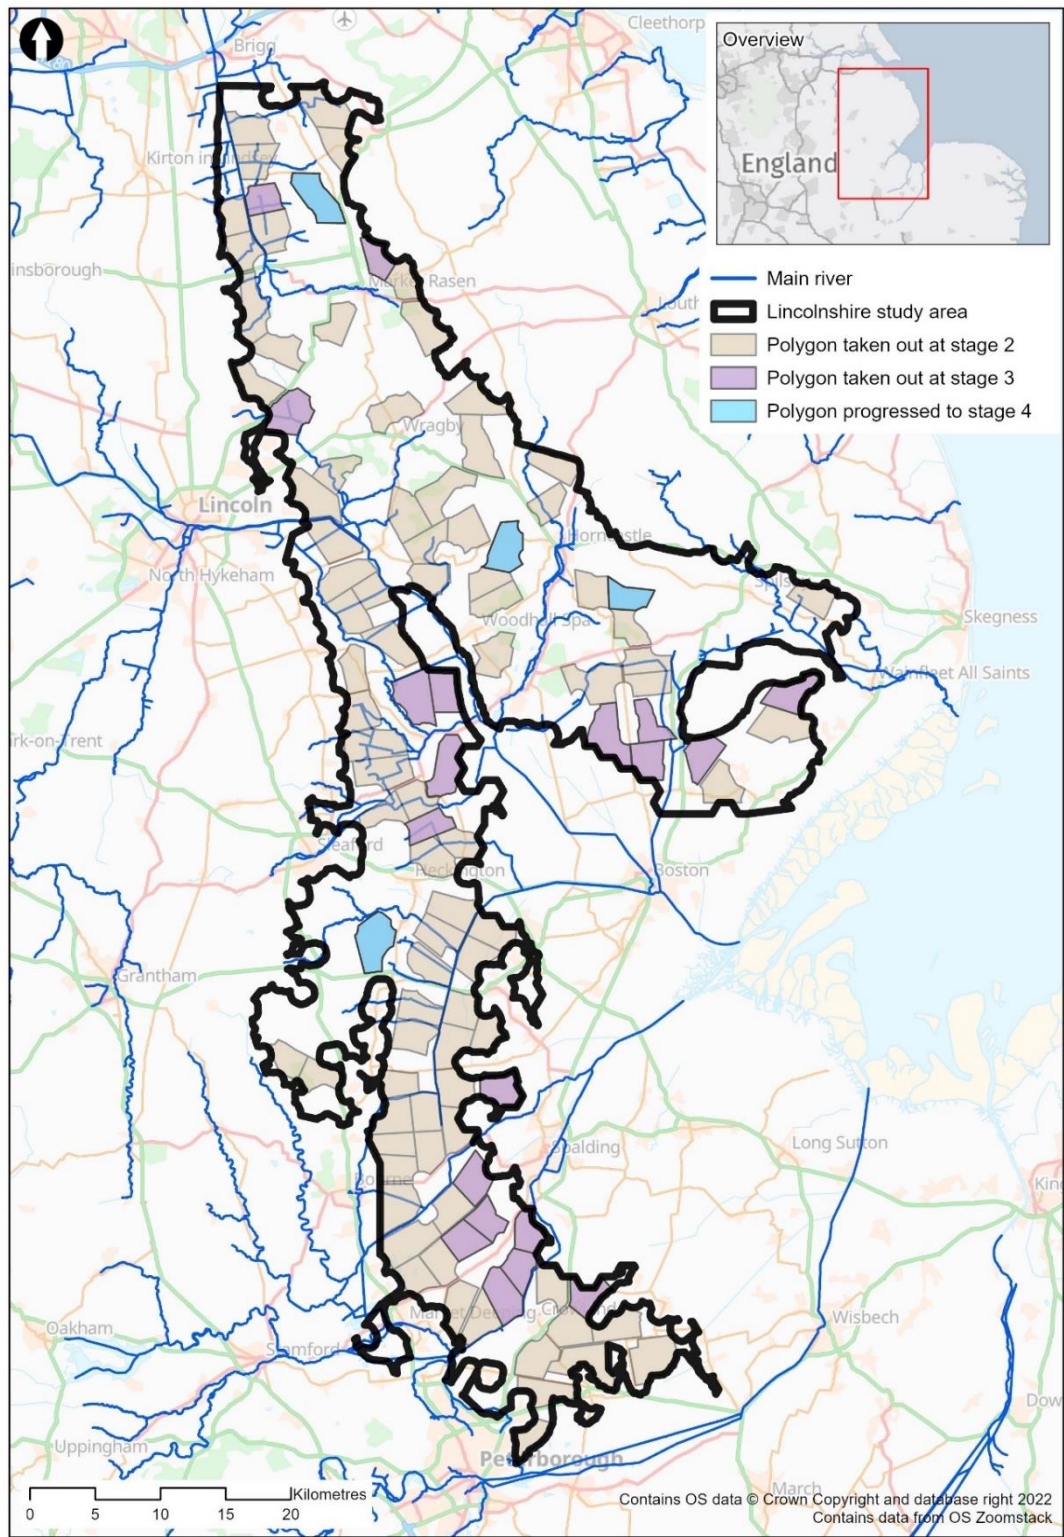 Cleethorp
Brigg
Overview
England
Kirton in Lindsey
insborough
Market Rasen
Louth
Main river
Lincolnshire study area
Polygon taken out at stage 2
Polygon taken out at stage 3
Polygon progressed to stage 4
Wragby
Lincoln
Horncastle
North Hykeham
Spilsby
Woodhall Spa
Skegness
Wainfleet All Saints
rk-on-Trent
Sleaford
Heckington
Boston
Grantham
Long Sutton
Spalding
Bourne
Kin
Market Deeping
Crowland
Wisbech
Oakham
Stamford
Dow
Uppingham
Peterborough
March
Kilometres
0 5 10 15 20
Contains OS data © Crown Copyright and database right 2022
Contains data from OS Zoomstack